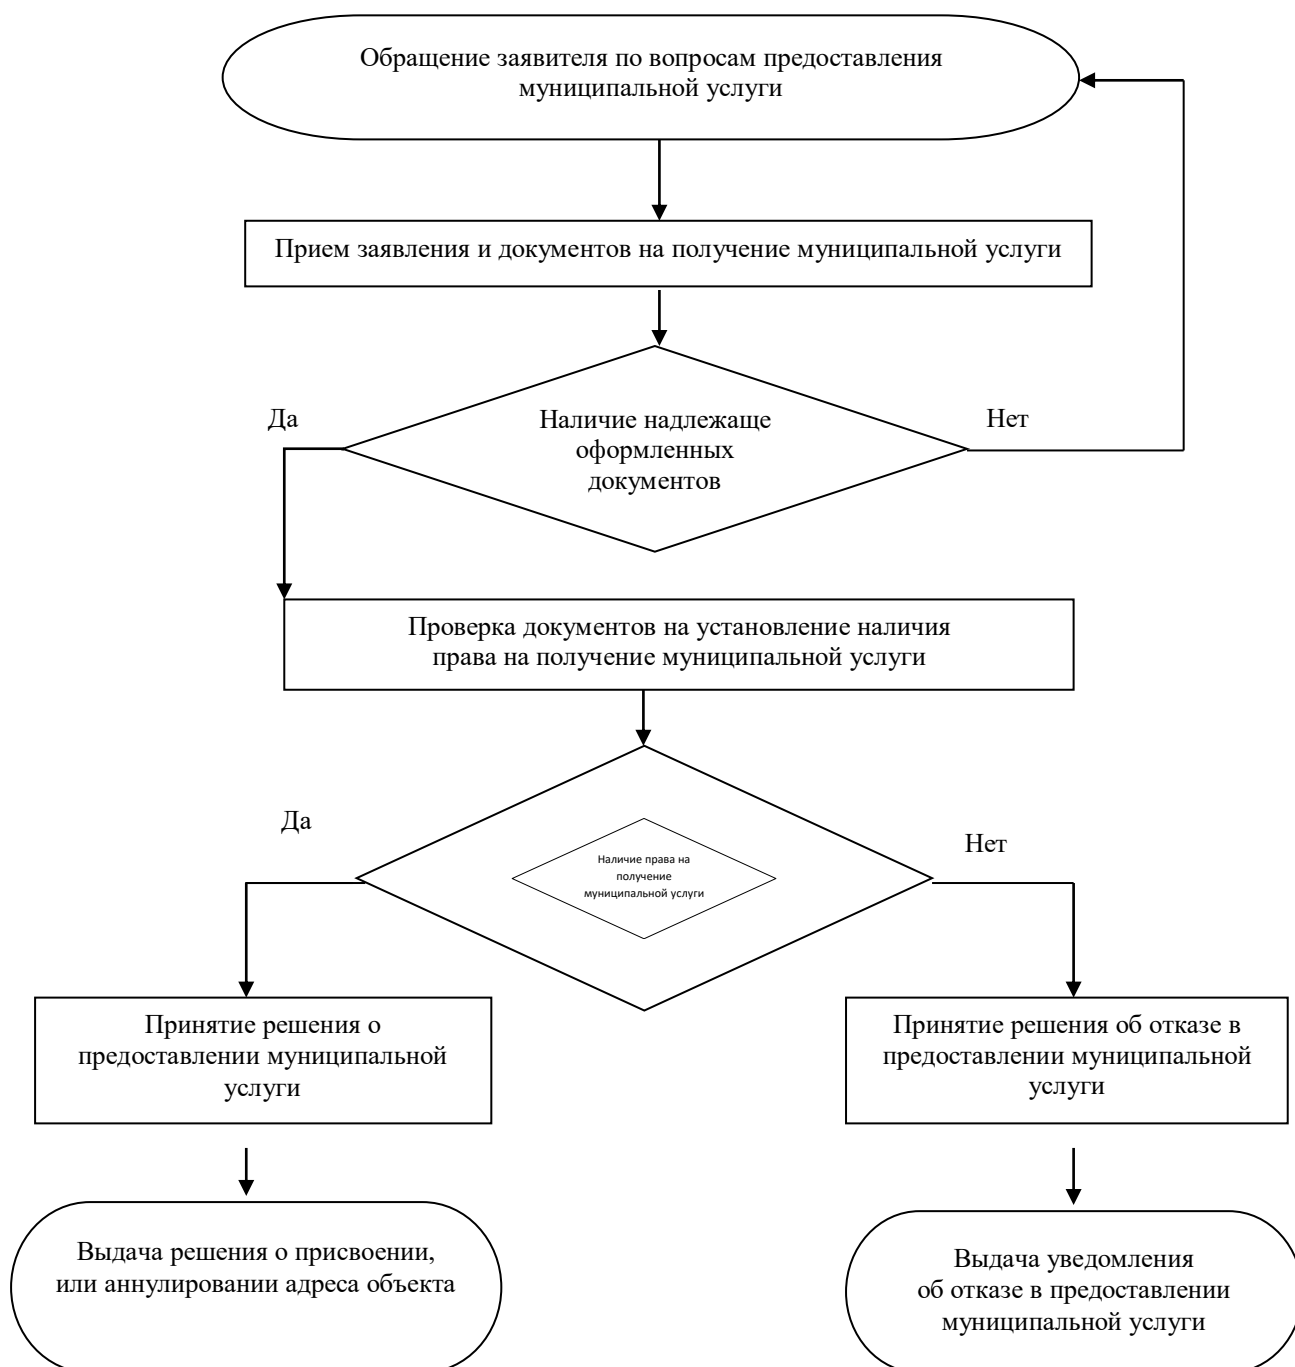 Обращение заявителя по вопросам предоставления
муниципальной услуги
Прием заявления и документов на получение муниципальной услуги
Да
Наличие надлежаще
оформленных
документов
Нет
Проверка документов на установление наличия
права на получение муниципальной услуги
Да
Наличие права на
получение
муниципальной услуги
Нет
Принятие решения о
предоставлении муниципальной
услуги
Принятие решения об отказе в
предоставлении муниципальной
услуги
Выдача решения о присвоении,
или аннулировании адреса объекта
Выдача уведомления
об отказе в предоставлении
муниципальной услуги